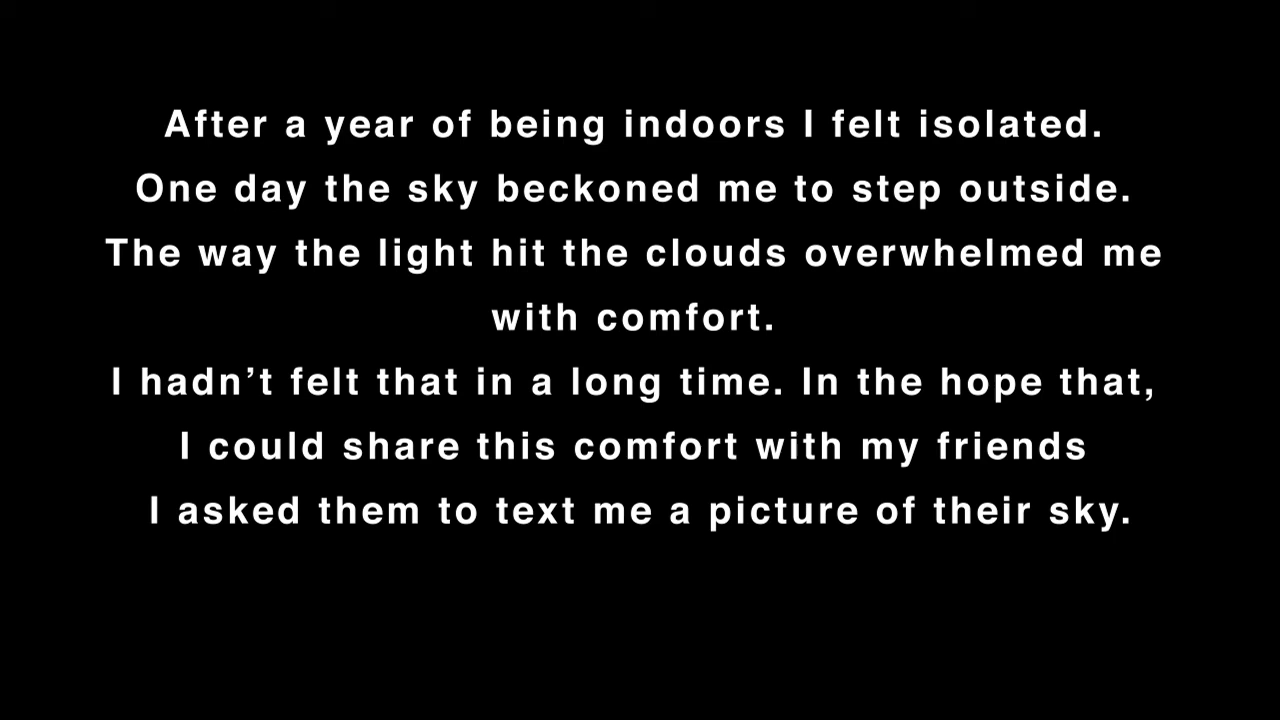 After a year of being indoors I felt isolated.
One day the sky beckoned me to step outside.
The way the light hit the clouds overwhelmed me
with comfort.
I hadn’t felt that in a long time. In the hope that,
I could share this comfort with my friends
I asked them to text me a picture of their sky.